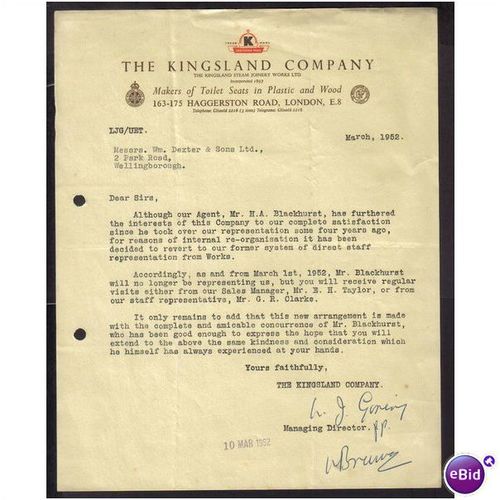 K
THE KINGSLAND COMPANY
THE KINGSLAND STEAM JOINERY WORKS LTD
Incorporated 1897
Makers of Toilet Seats in Plastic and Wood
163-175 HAGGERSTON ROAD, LONDON, E.8
LJG/UET.
March, 1952.
Messrs. Wm. Dexter & Sons Ltd.,
2 Park Road,
Wellingborough.
Dear Sirs,
Although our Agent, Mr. H.A. Blackhurst, has furthered
the interests of this Company to our complete satisfaction
since he took over our representation some four years ago,
for reasons of internal re-organisation it has been
decided to revert to our former system of direct staff
representation from Works.
Accordingly, as and from March 1st, 1952, Mr. Blackhurst
will no longer be representing us, but you will receive regular
visits either from our Sales Manager, Mr. E. H. Taylor, or from
our staff representative, Mr. G. R. Clarke.
It only remains to add that this new arrangement is made
with the complete and amicable concurrence of Mr. Blackhurst,
who has been good enough to express the hope that you will
extend to the above the same kindness and consideration which
he himself has always experienced at your hands.
Yours faithfully,
THE KINGSLAND COMPANY.
Managing Director. pp.
10 MAR 1952
eBid